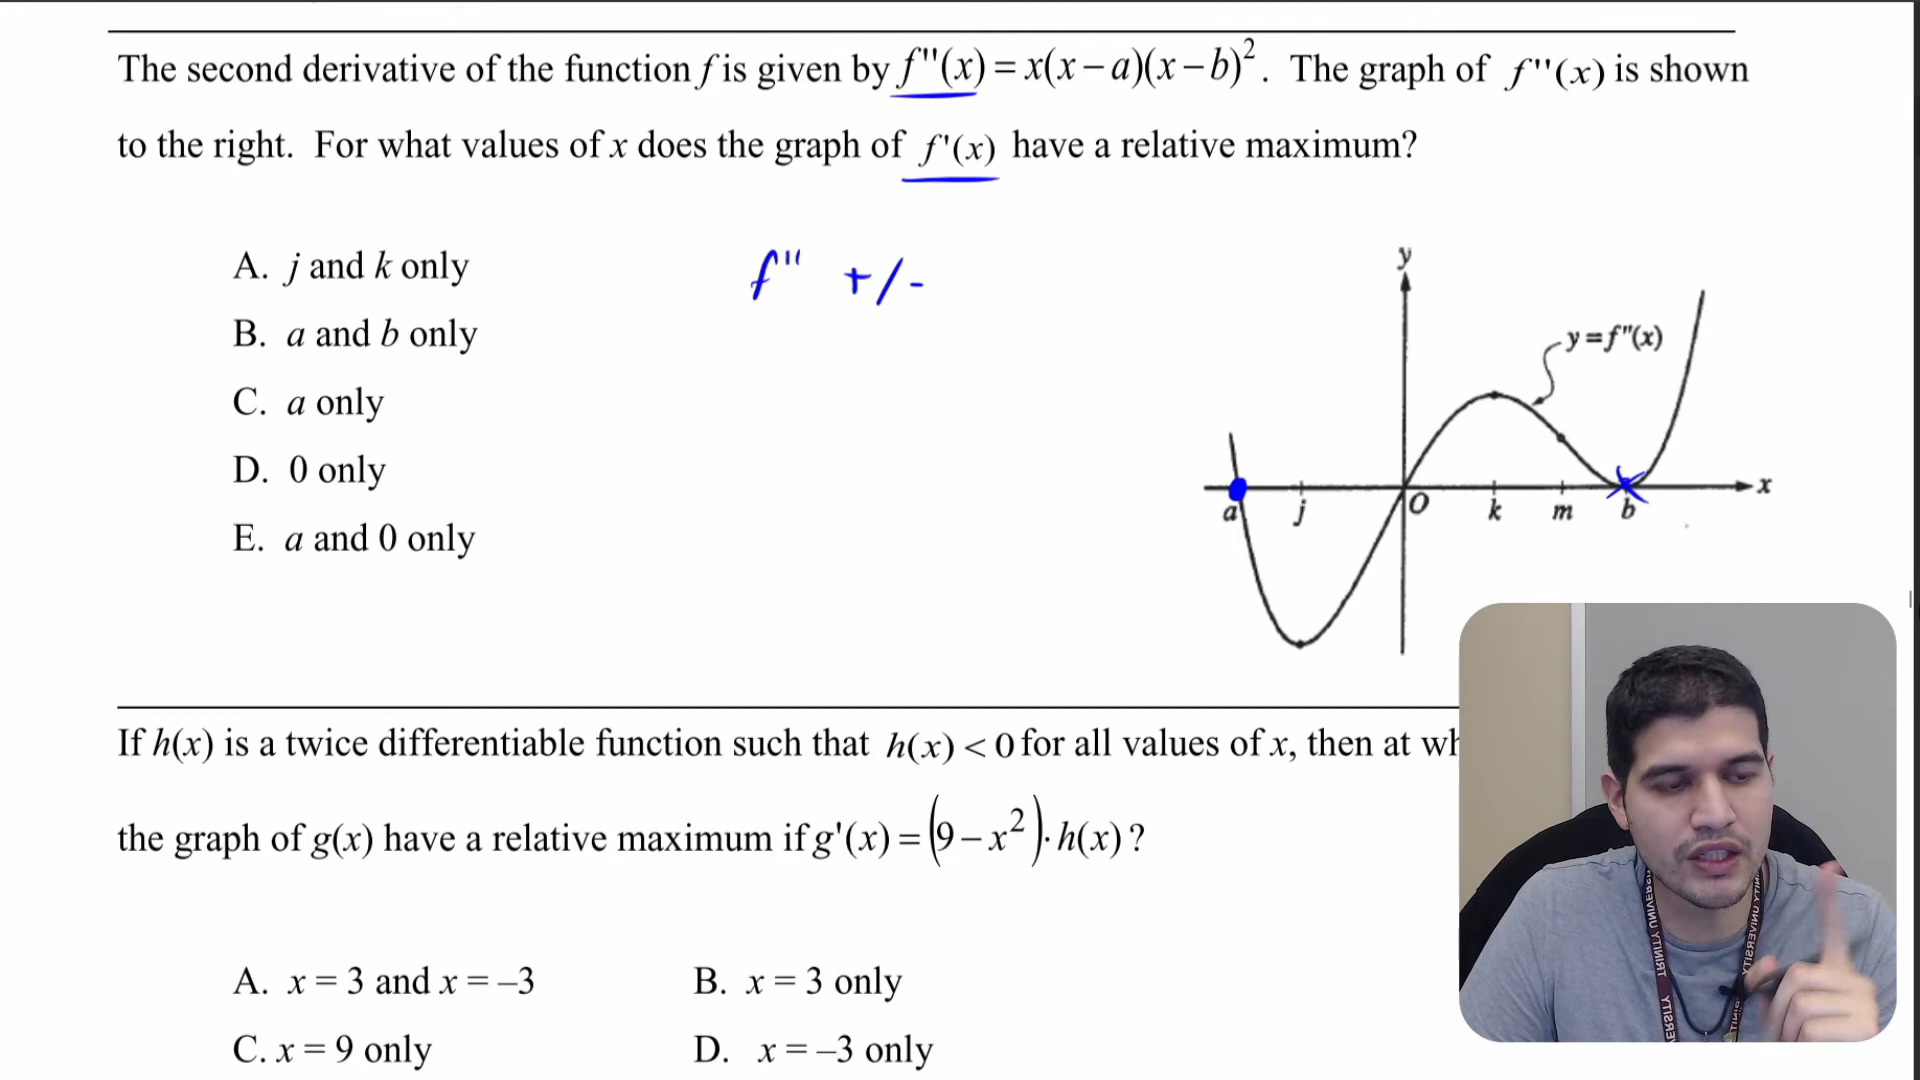 The second derivative of the function f is given by f''(x) = x(x − a)(x − b)². The graph of f''(x) is shown
to the right. For what values of x does the graph of f'(x) have a relative maximum?
A. j and k only
B. a and b only
C. a only
D. 0 only
E. a and 0 only
f'' +/-
y
y = f''(x)
x
a j O k m b
If h(x) is a twice differentiable function such that h(x) < 0 for all values of x, then at wh
the graph of g(x) have a relative maximum if g'(x) = (9 − x²) · h(x) ?
A. x = 3 and x = –3 B. x = 3 only
C. x = 9 only D. x = –3 only
TRINITY UNIVERSITY